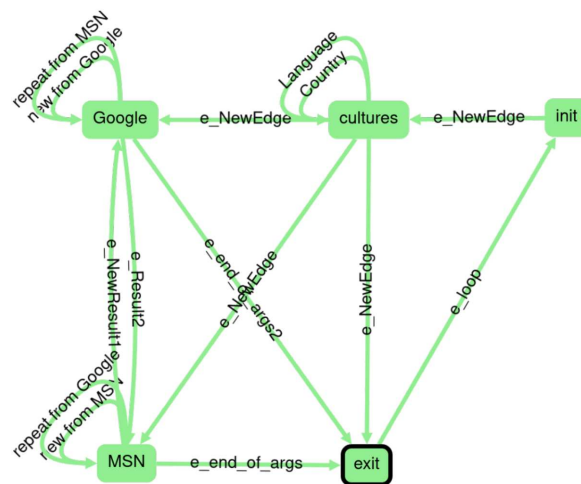 repeat from MSN
new from Google
Language
Country
Google
e_NewEdge
cultures
e_NewEdge
init
e_NewResult1
e_Result2
e_end_of_args2
e_NewEdge
e_NewEdge
e_loop
repeat from Google
new from MSN
MSN
e_end_of_args
exit